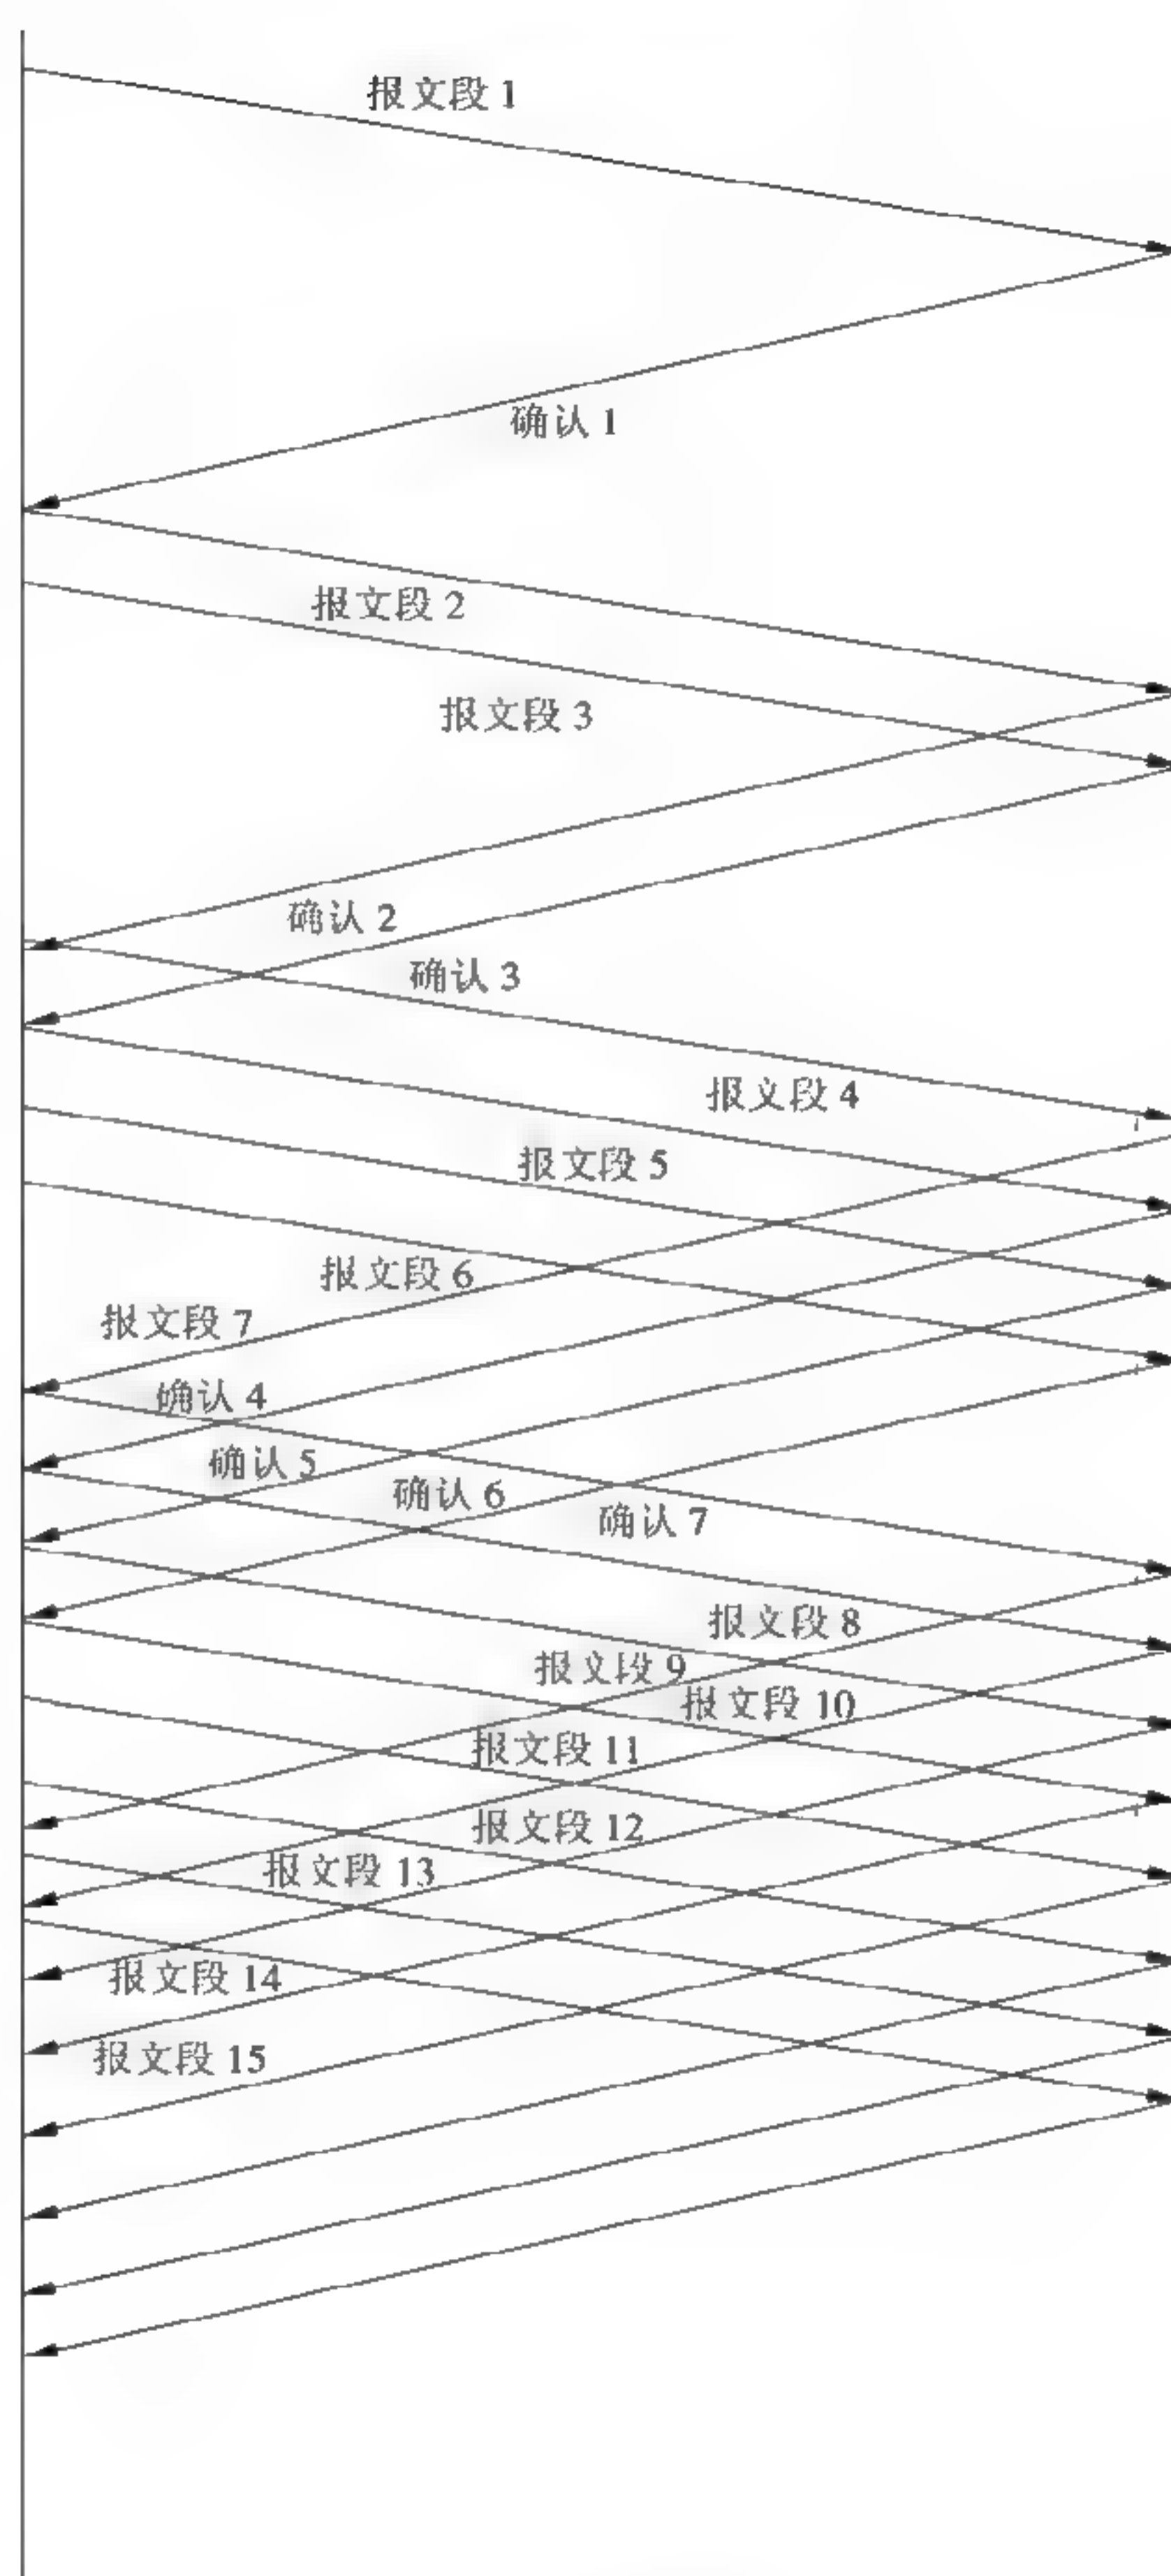 报文段 1
确认 1
报文段 2
报文段 3
确认 2
确认 3
报文段 4
报文段 5
报文段 6
报文段 7
确认 4
确认 5
确认 6
确认 7
报文段 8
报文段 9
报文段 10
报文段 11
报文段 12
报文段 13
报文段 14
报文段 15